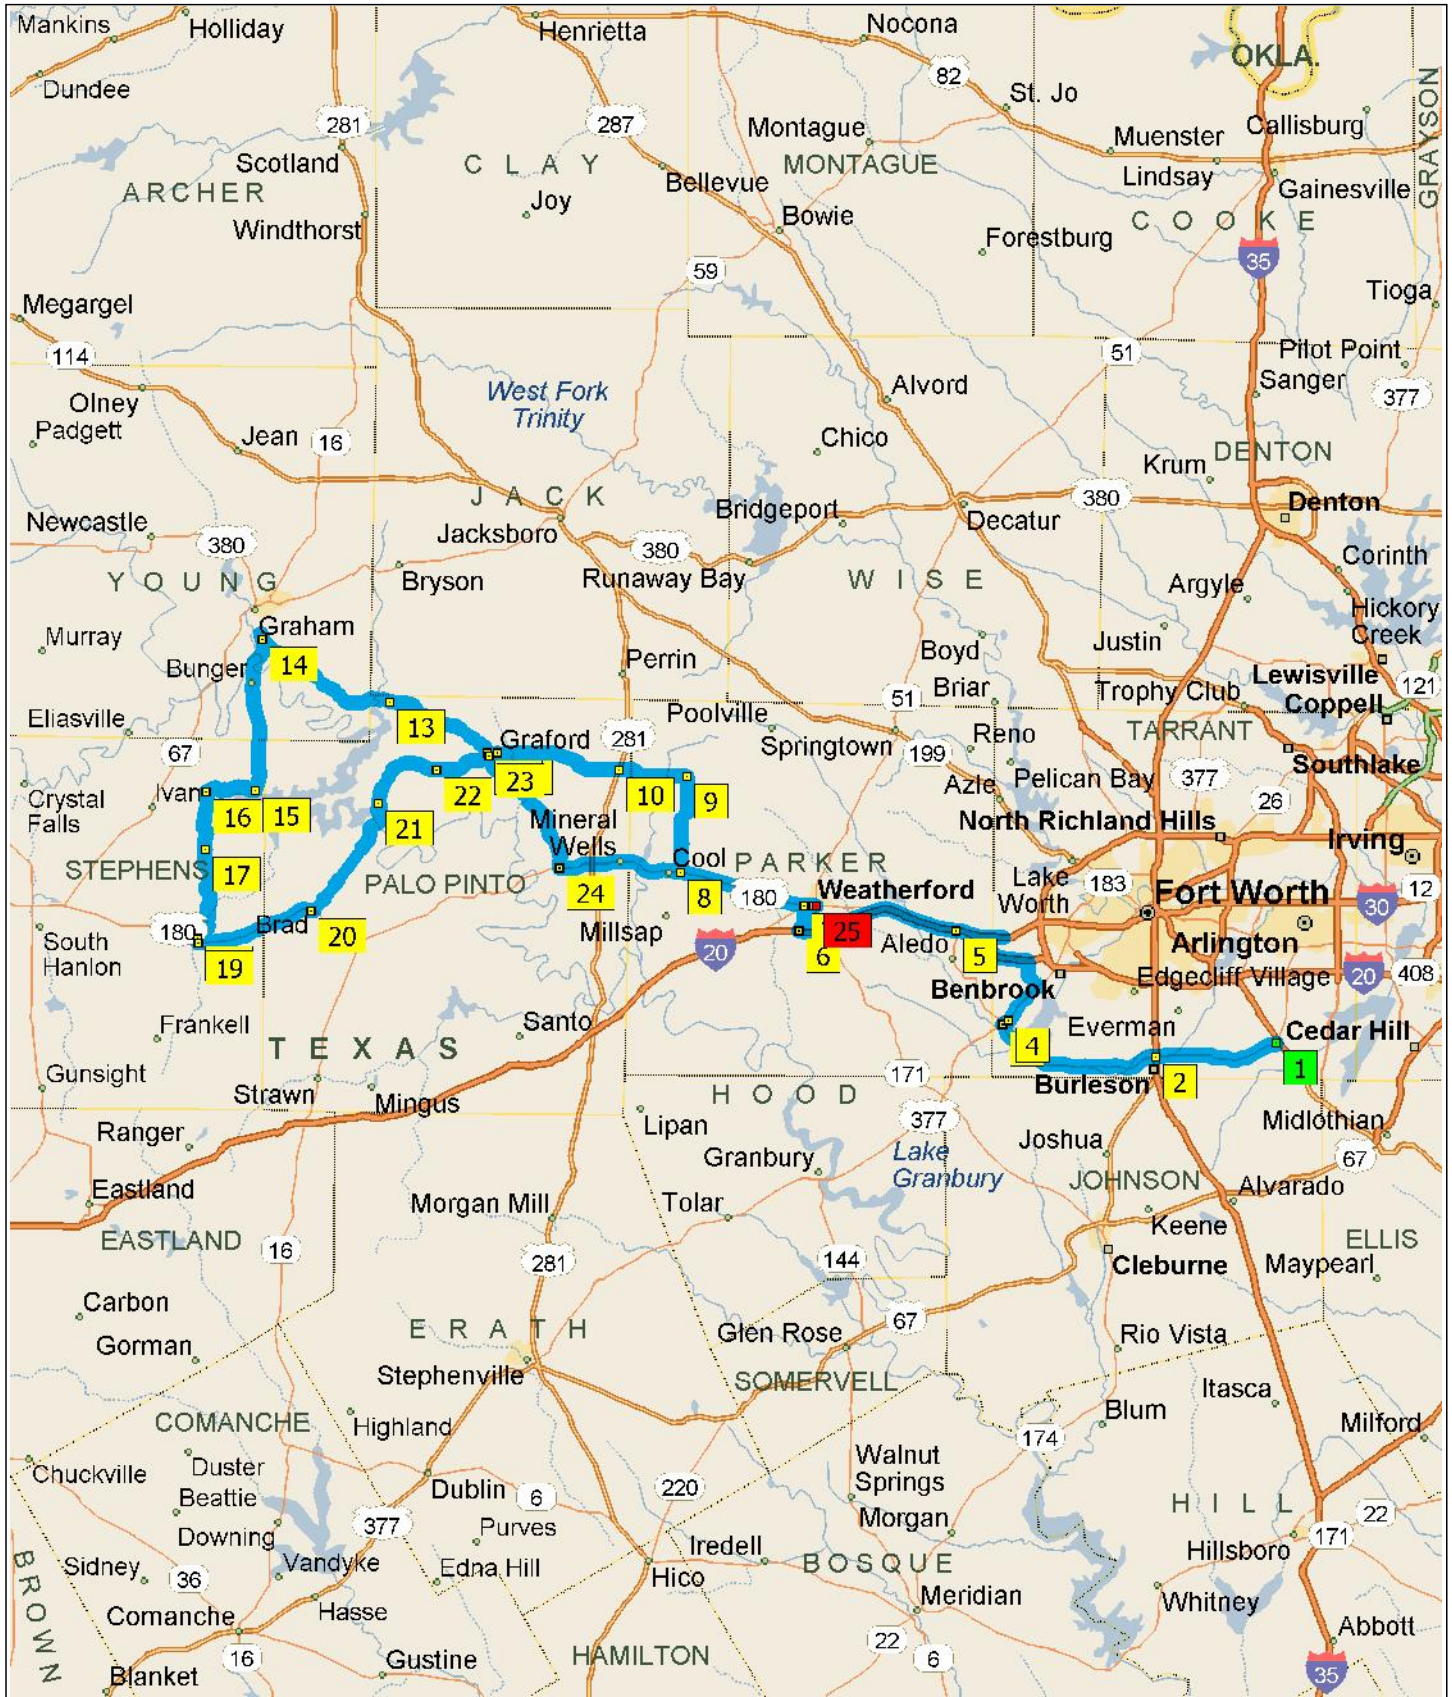 Mankins
Holliday
Henrietta
Nocona
OKLA.
82
Dundee
St. Jo
GRAYSON
281
287
Montague
Muenster
Callisburg
Scotland
CLAY
MONTAGUE
Lindsay
Gainesville
ARCHER
Bellevue
Joy
Bowie
COOKE
Windthorst
Forestburg
35
59
Tioga
Megargel
114
51
Pilot Point
Sanger
377
Olney
West Fork
Trinity
Alvord
Padgett
Jean
16
Chico
DENTON
Krum
JACK
380
Denton
Newcastle
Bridgeport
Decatur
Jacksboro
380
380
Corinth
YOUNG
Bryson
Runaway Bay
WISE
Argyle
Hickory
Creek
Murray
Graham
Justin
Bunger
14
Perrin
Boyd
Lewisville
Briar
Trophy Club
121
51
Coppell
Eliasville
13
Poolville
TARRANT
67
Graford
281
Springtown
199
Reno
Southlake
22
23
10
9
Azle
Pelican Bay
377
Ivan
16
15
26
Crystal
Falls
21
Mineral
Wells
North Richland Hills
Irving
STEPHENS
17
PALO PINTO
Cool
PARKER
Lake
Worth
183
12
24
8
180
Weatherford
Fort Worth
30
180
Brad
20
Millsap
25
Aledo
5
Arlington
South
Hanlon
19
20
6
Edgecliff Village
20
408
Benbrook
Frankell
Santo
Everman
Cedar Hill
TEXAS
4
Gunsight
171
1
Strawn
Mingus
HOOD
Burleson
2
377
Midlothian
Ranger
Lipan
Joshua
Granbury
Lake
Granbury
67
Eastland
Morgan Mill
Tolar
JOHNSON
Alvarado
EASTLAND
16
Keene
ELLIS
281
144
Cleburne
Maypearl
Carbon
ERATH
67
Gorman
Glen Rose
Rio Vista
Stephenville
SOMERVELL
Itasca
COMANCHE
Highland
Blum
Milford
174
Chuckville
Duster
Walnut
Springs
Beattie
Dublin
6
220
HILL
22
Downing
377
Purves
Morgan
171
BROWN
Iredell
Hillsboro
Sidney
36
Vandyke
Edna Hill
Hico
BOSQUE
Meridian
Whitney
Comanche
Hasse
Abbott
22
6
16
Gustine
HAMILTON
35
Blanket